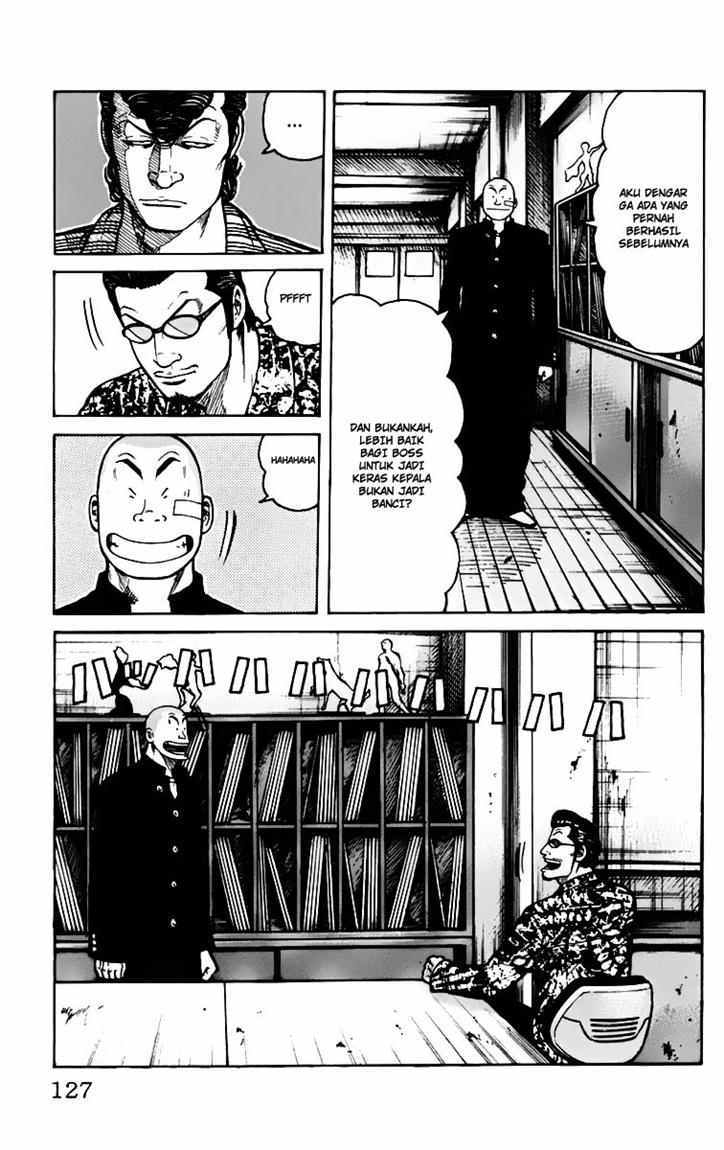 AKU DENGAR
GA ADA YANG
PERNAH
BERHASIL
SEBELUMNYA
DAN BUKANKAH,
LEBIH BAIK
BAGI BOSS
UNTUK JADI
KERAS KEPALA
BUKAN JADI
BANCI?
...
PFFFT
HAHAHAHA
127